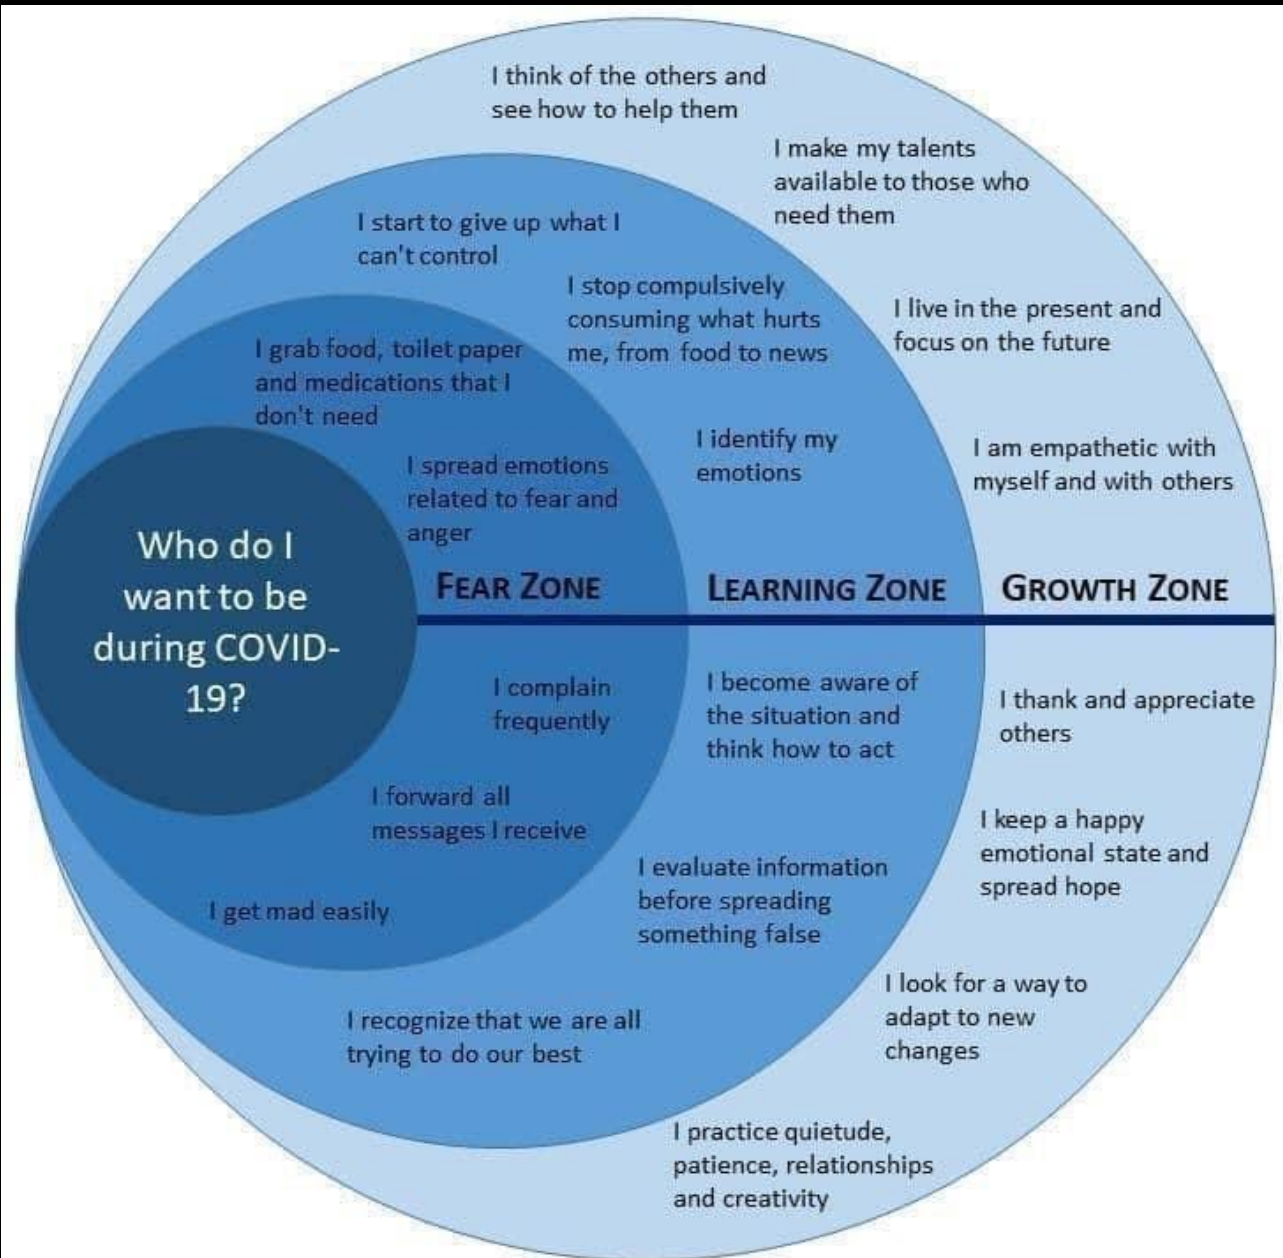 I think of the others and
see how to help them
I make my talents
available to those who
need them
I start to give up what I
can't control
I stop compulsively
consuming what hurts
me, from food to news
I live in the present and
focus on the future
I grab food, toilet paper
and medications that I
don't need
I identify my
emotions
I am empathetic with
myself and with others
I spread emotions
related to fear and
anger
Who do I
want to be
during COVID-
19?
FEAR ZONE
LEARNING ZONE
GROWTH ZONE
I complain
frequently
I become aware of
the situation and
think how to act
I thank and appreciate
others
I forward all
messages I receive
I keep a happy
emotional state and
spread hope
I evaluate information
before spreading
something false
I get mad easily
I look for a way to
adapt to new
changes
I recognize that we are all
trying to do our best
I practice quietude,
patience, relationships
and creativity